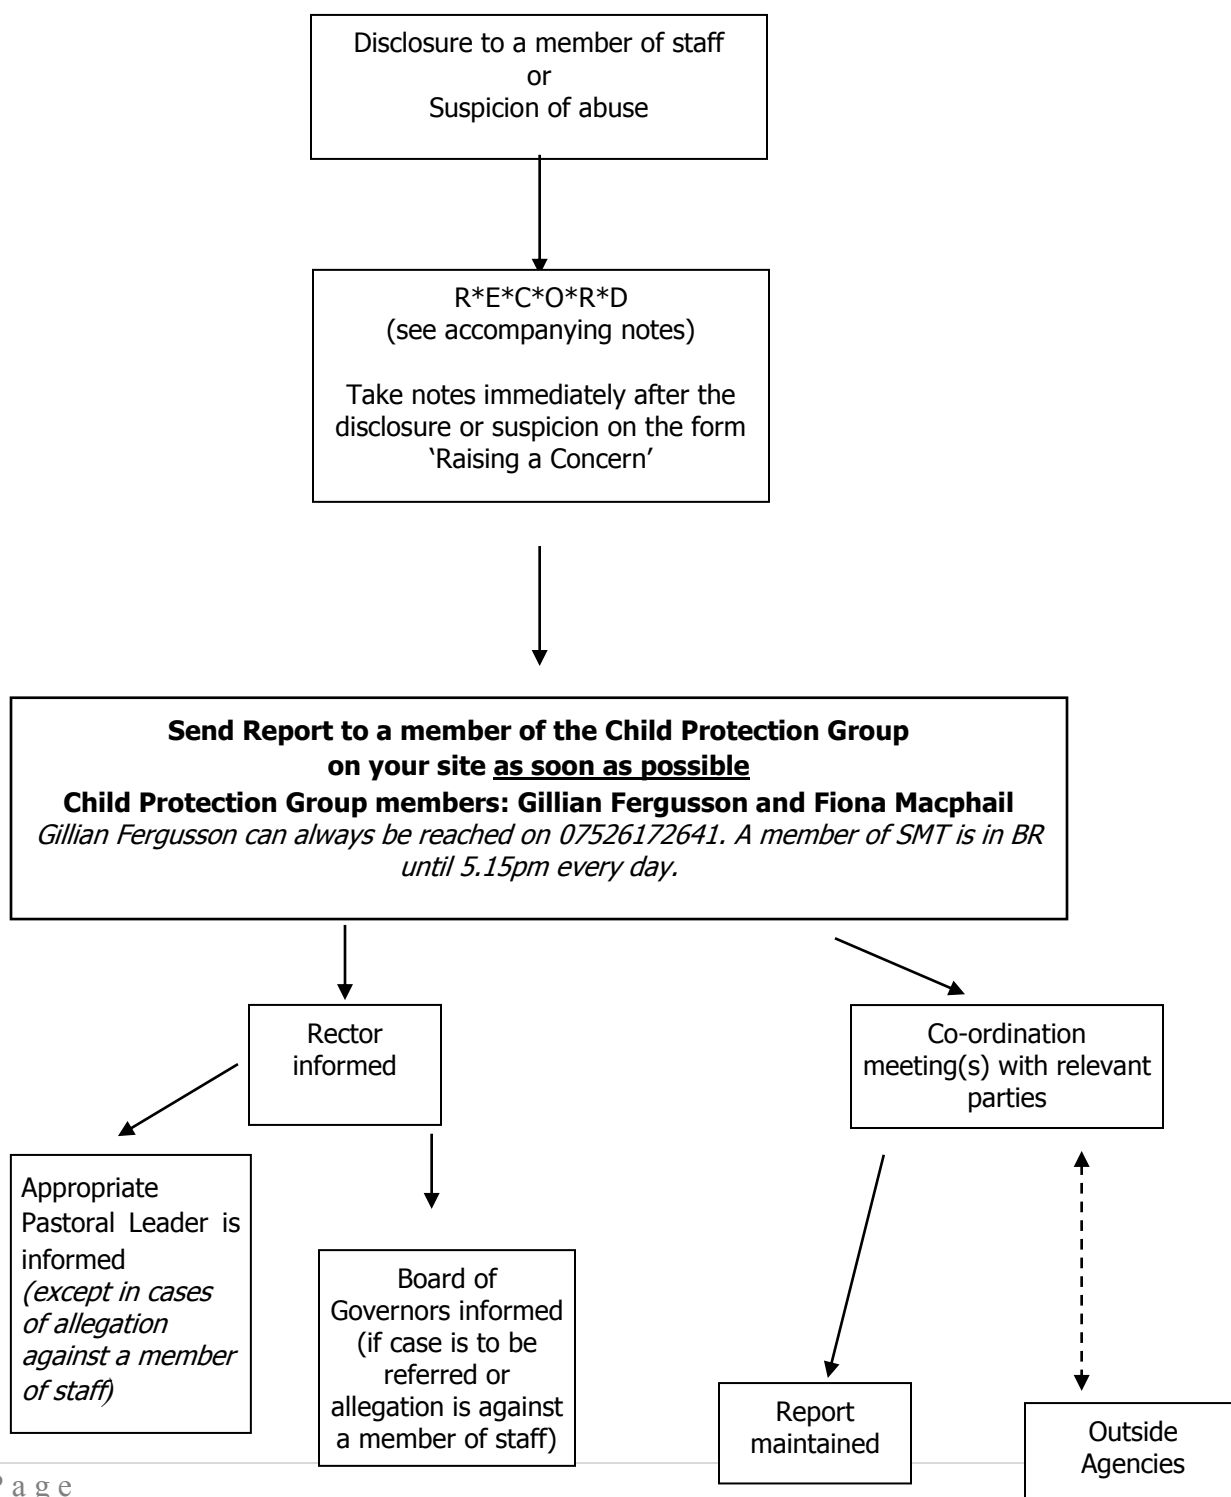 Disclosure to a member of staff
or
Suspicion of abuse
R*E*C*O*R*D
(see accompanying notes)
Take notes immediately after the
disclosure or suspicion on the form
‘Raising a Concern’
Send Report to a member of the Child Protection Group
on your site as soon as possible
Child Protection Group members: Gillian Fergusson and Fiona Macphail
Gillian Fergusson can always be reached on 07526172641. A member of SMT is in BR
until 5.15pm every day.
Rector
informed
Co-ordination
meeting(s) with relevant
parties
Appropriate
Pastoral Leader is
informed
(except in cases
of allegation
against a member
of staff)
Board of
Governors informed
(if case is to be
referred or
allegation is against
a member of staff)
Report
maintained
Outside
Agencies
P a g e